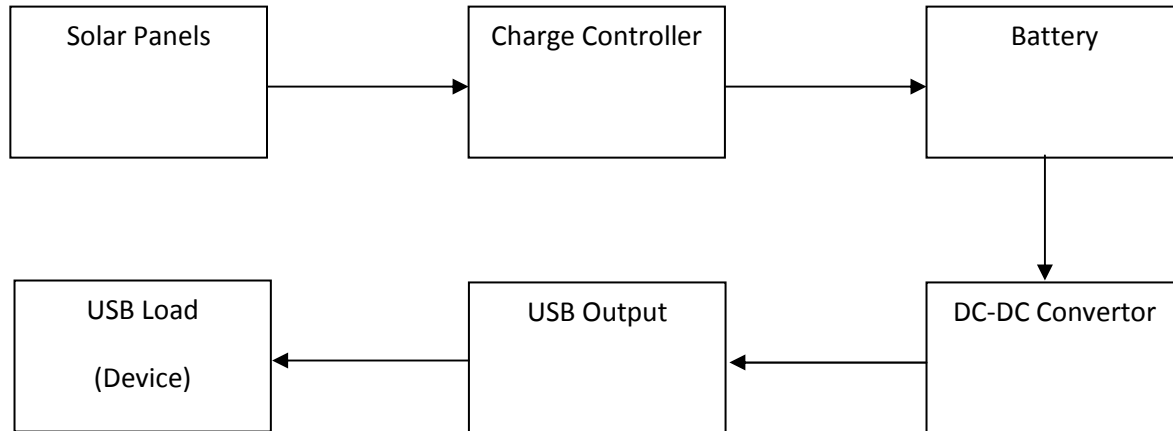 Solar Panels
Charge Controller
Battery
USB Load
(Device)
USB Output
DC-DC Convertor